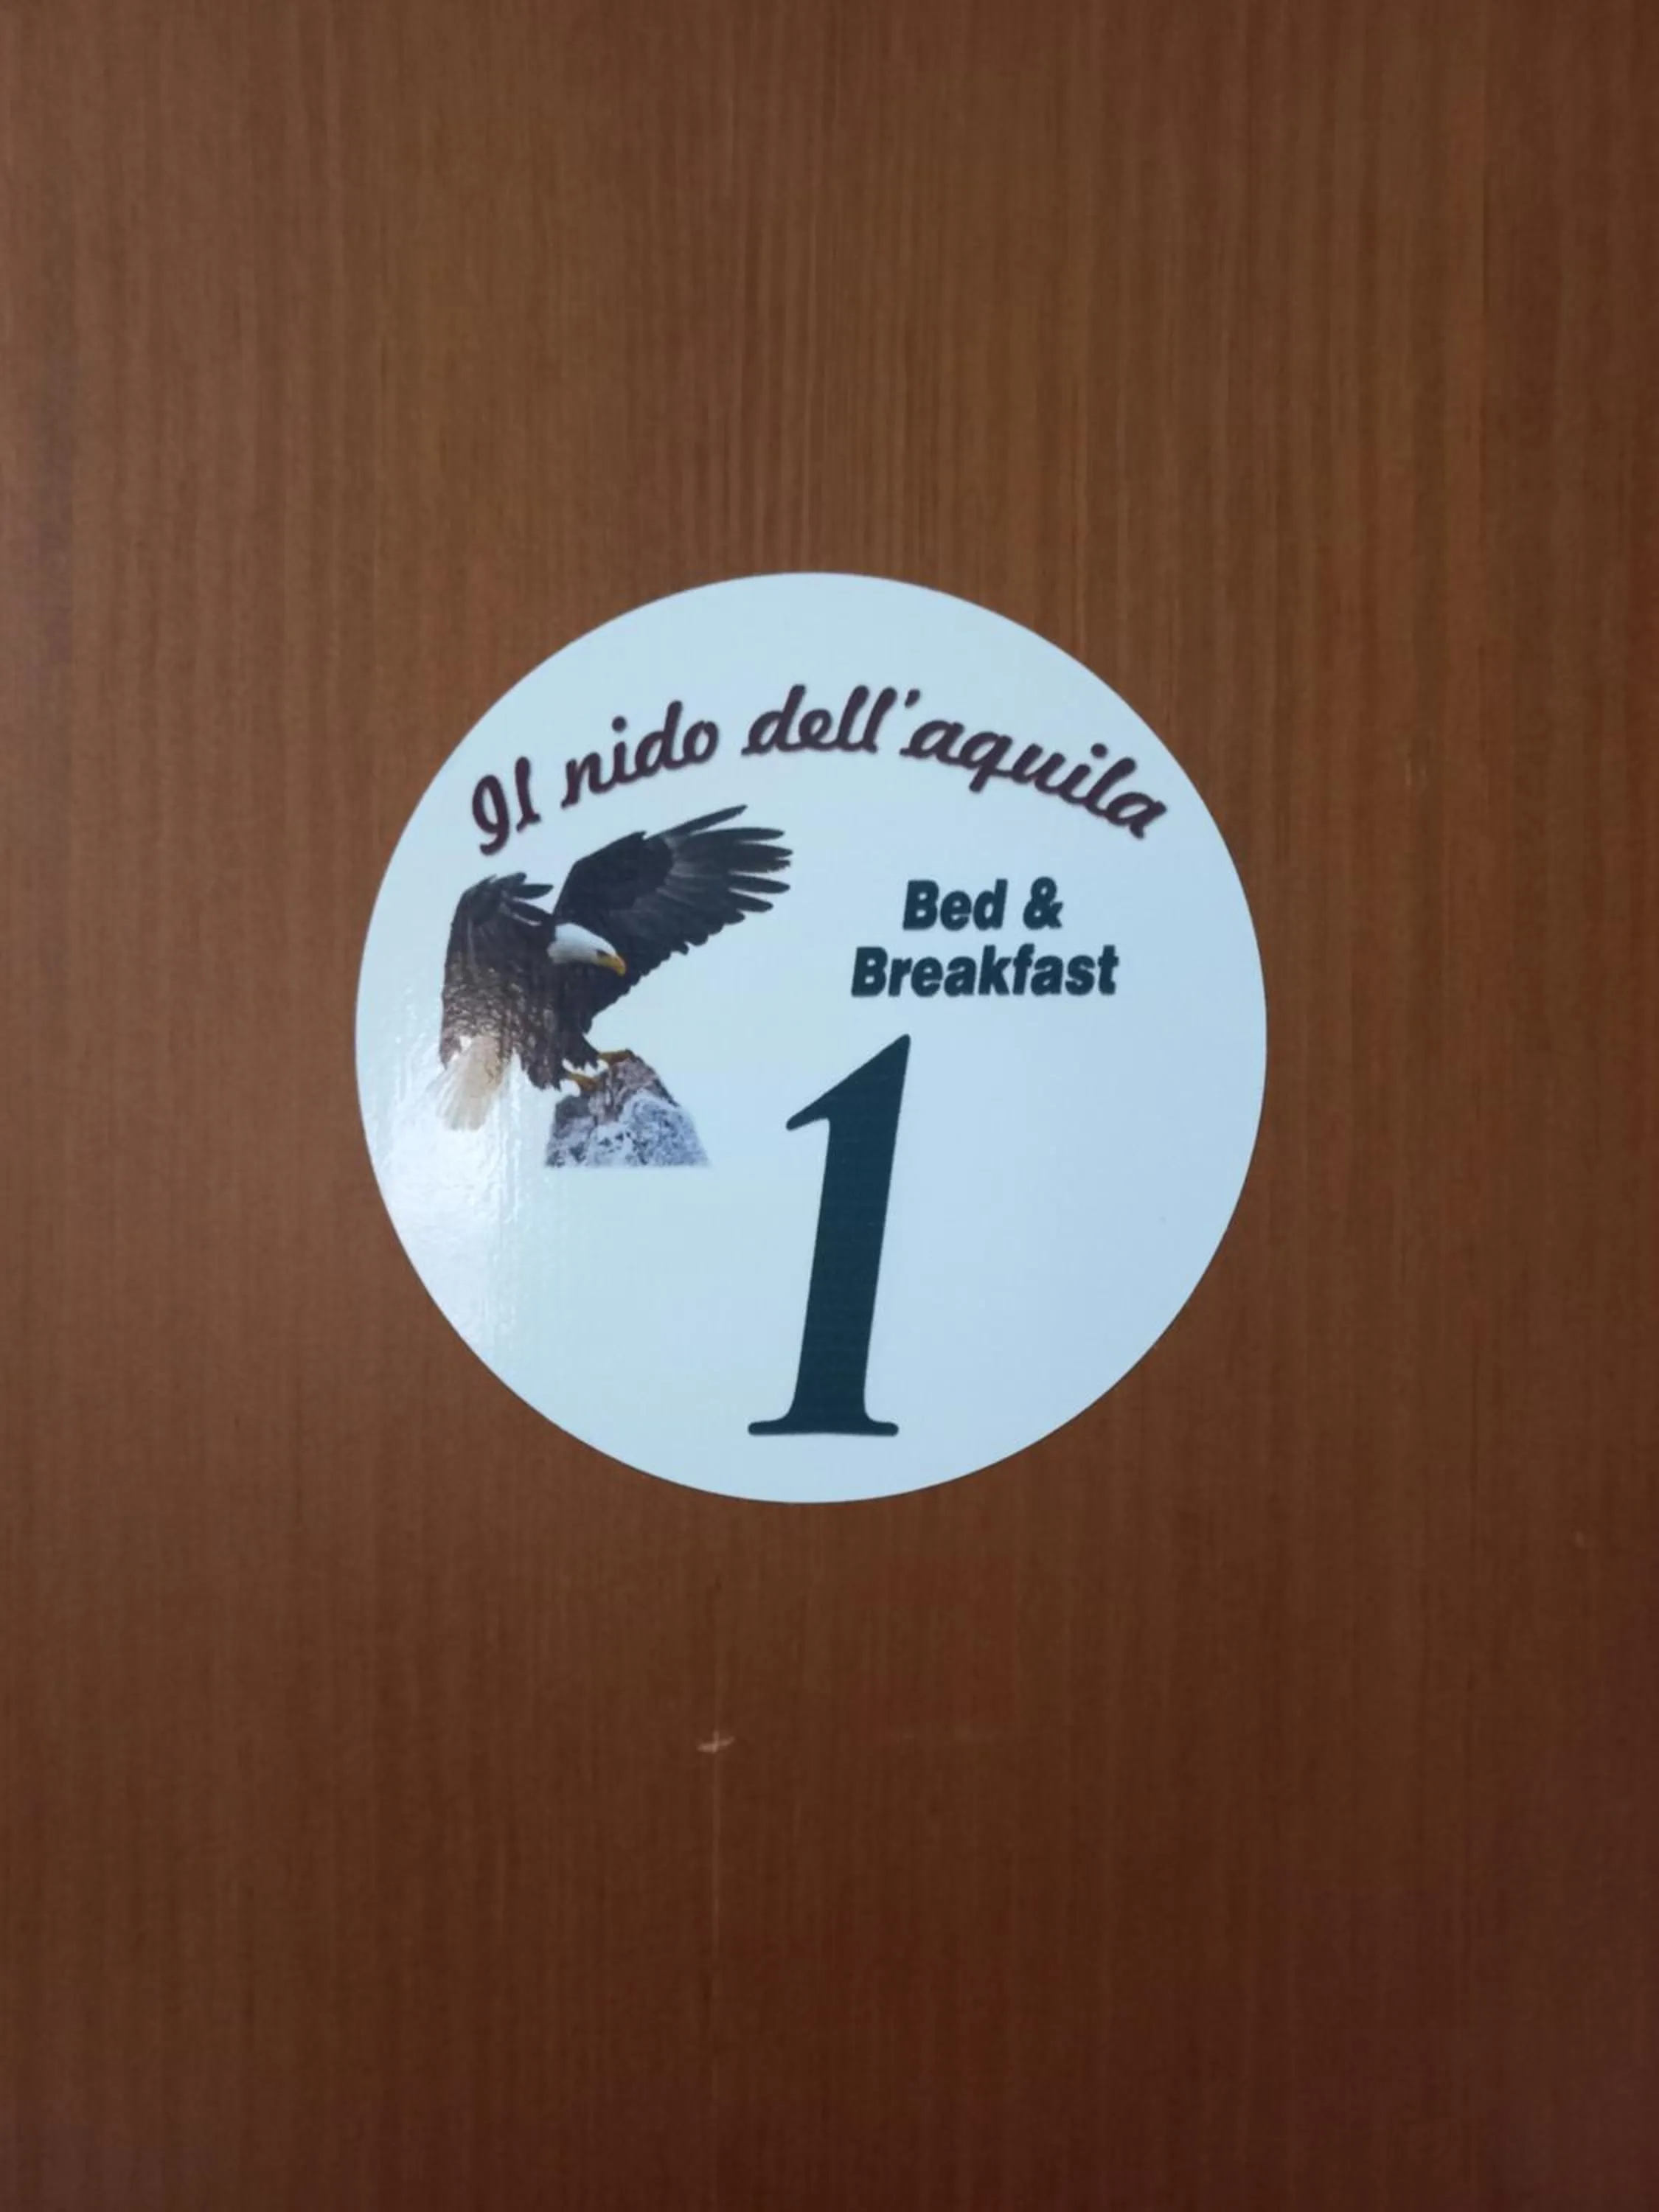 Il nido dell'aquila
Bed &
Breakfast
1